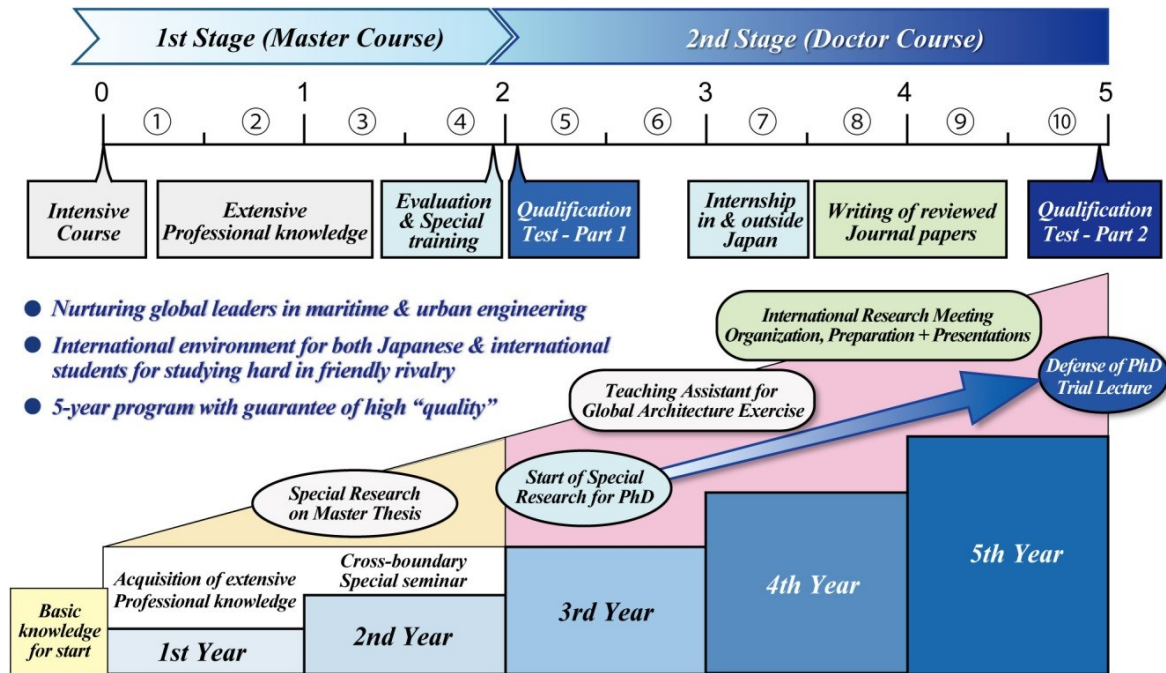 1st Stage (Master Course)
2nd Stage (Doctor Course)
0 1 2 3 4 5
① ② ③ ④ ⑤ ⑥ ⑦ ⑧ ⑨ ⑩
Intensive
Course
Extensive
Professional knowledge
Evaluation
& Special
training
Qualification
Test - Part 1
Internship
in & outside
Japan
Writing of reviewed
Journal papers
Qualification
Test - Part 2
● Nurturing global leaders in maritime & urban engineering
● International environment for both Japanese & international
students for studying hard in friendly rivalry
● 5-year program with guarantee of high “quality”
International Research Meeting
Organization, Preparation + Presentations
Defense of PhD
Trial Lecture
Teaching Assistant for
Global Architecture Exercise
Special Research
on Master Thesis
Start of Special
Research for PhD
Acquisition of extensive
Professional knowledge
Cross-boundary
Special seminar
Basic
knowledge
for start
1st Year
2nd Year
3rd Year
4th Year
5th Year